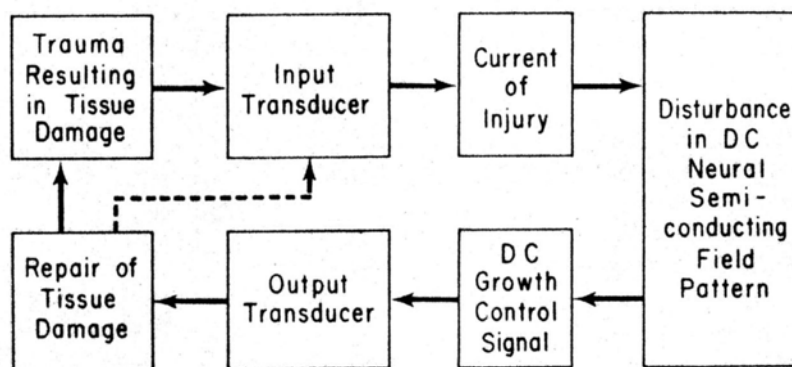 Trauma
Resulting
in Tissue
Damage
Input
Transducer
Current
of
Injury
Disturbance
in DC
Neural
Semi-
conducting
Field
Pattern
Repair of
Tissue
Damage
Output
Transducer
DC
Growth
Control
Signal